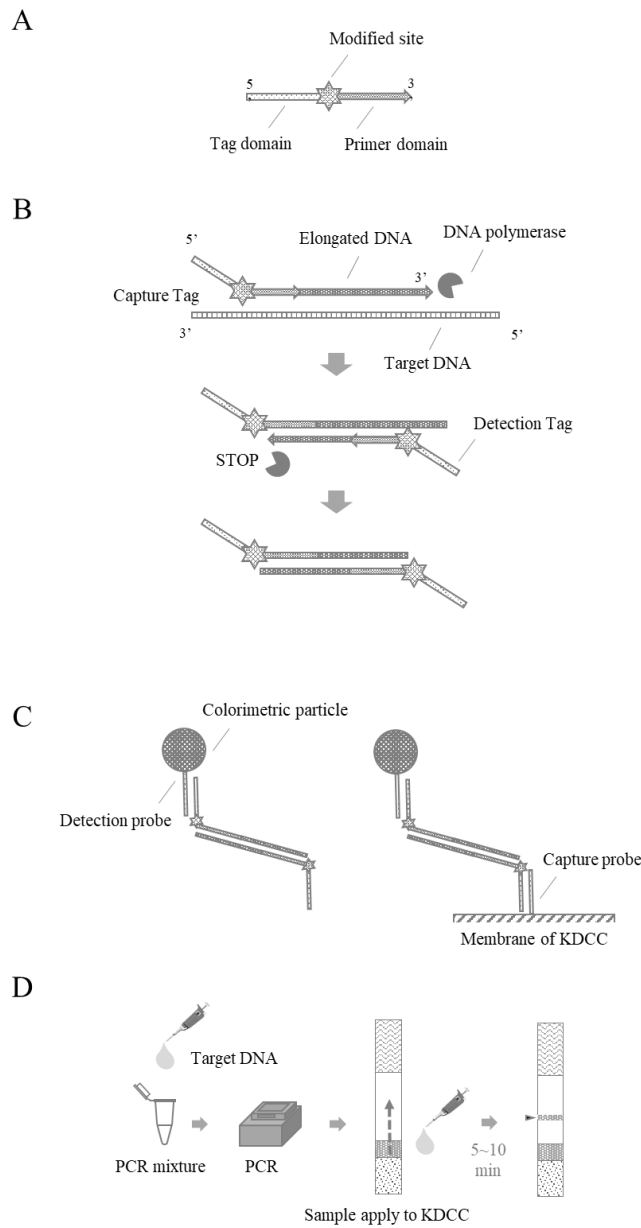 A
Modified site
5
3
Tag domain
Primer domain
B
5’
Elongated DNA
DNA polymerase
3’
Capture Tag
3’
5’
Target DNA
Detection Tag
STOP
C
Colorimetric particle
Detection probe
Capture probe
Membrane of KDCC
D
Target DNA
PCR mixture
PCR
5~10
min
Sample apply to KDCC